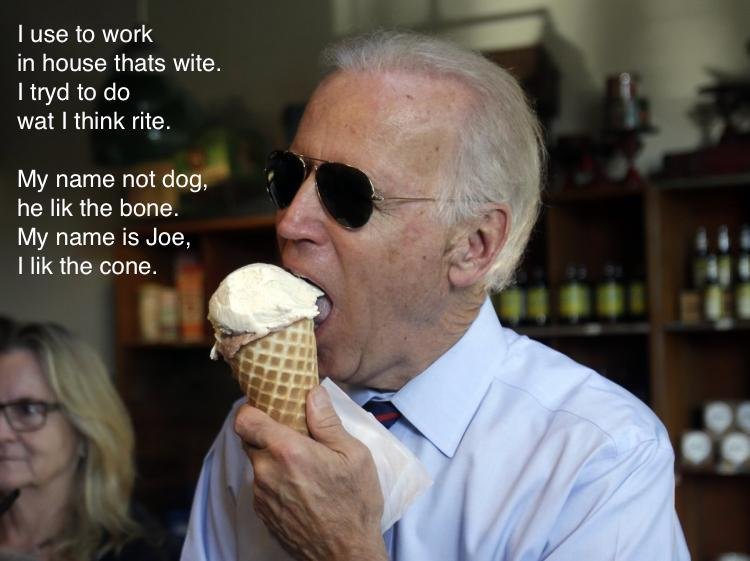 I use to work
in house thats wite.
I tryd to do
wat I think rite.
My name not dog,
he lik the bone.
My name is Joe,
I lik the cone.